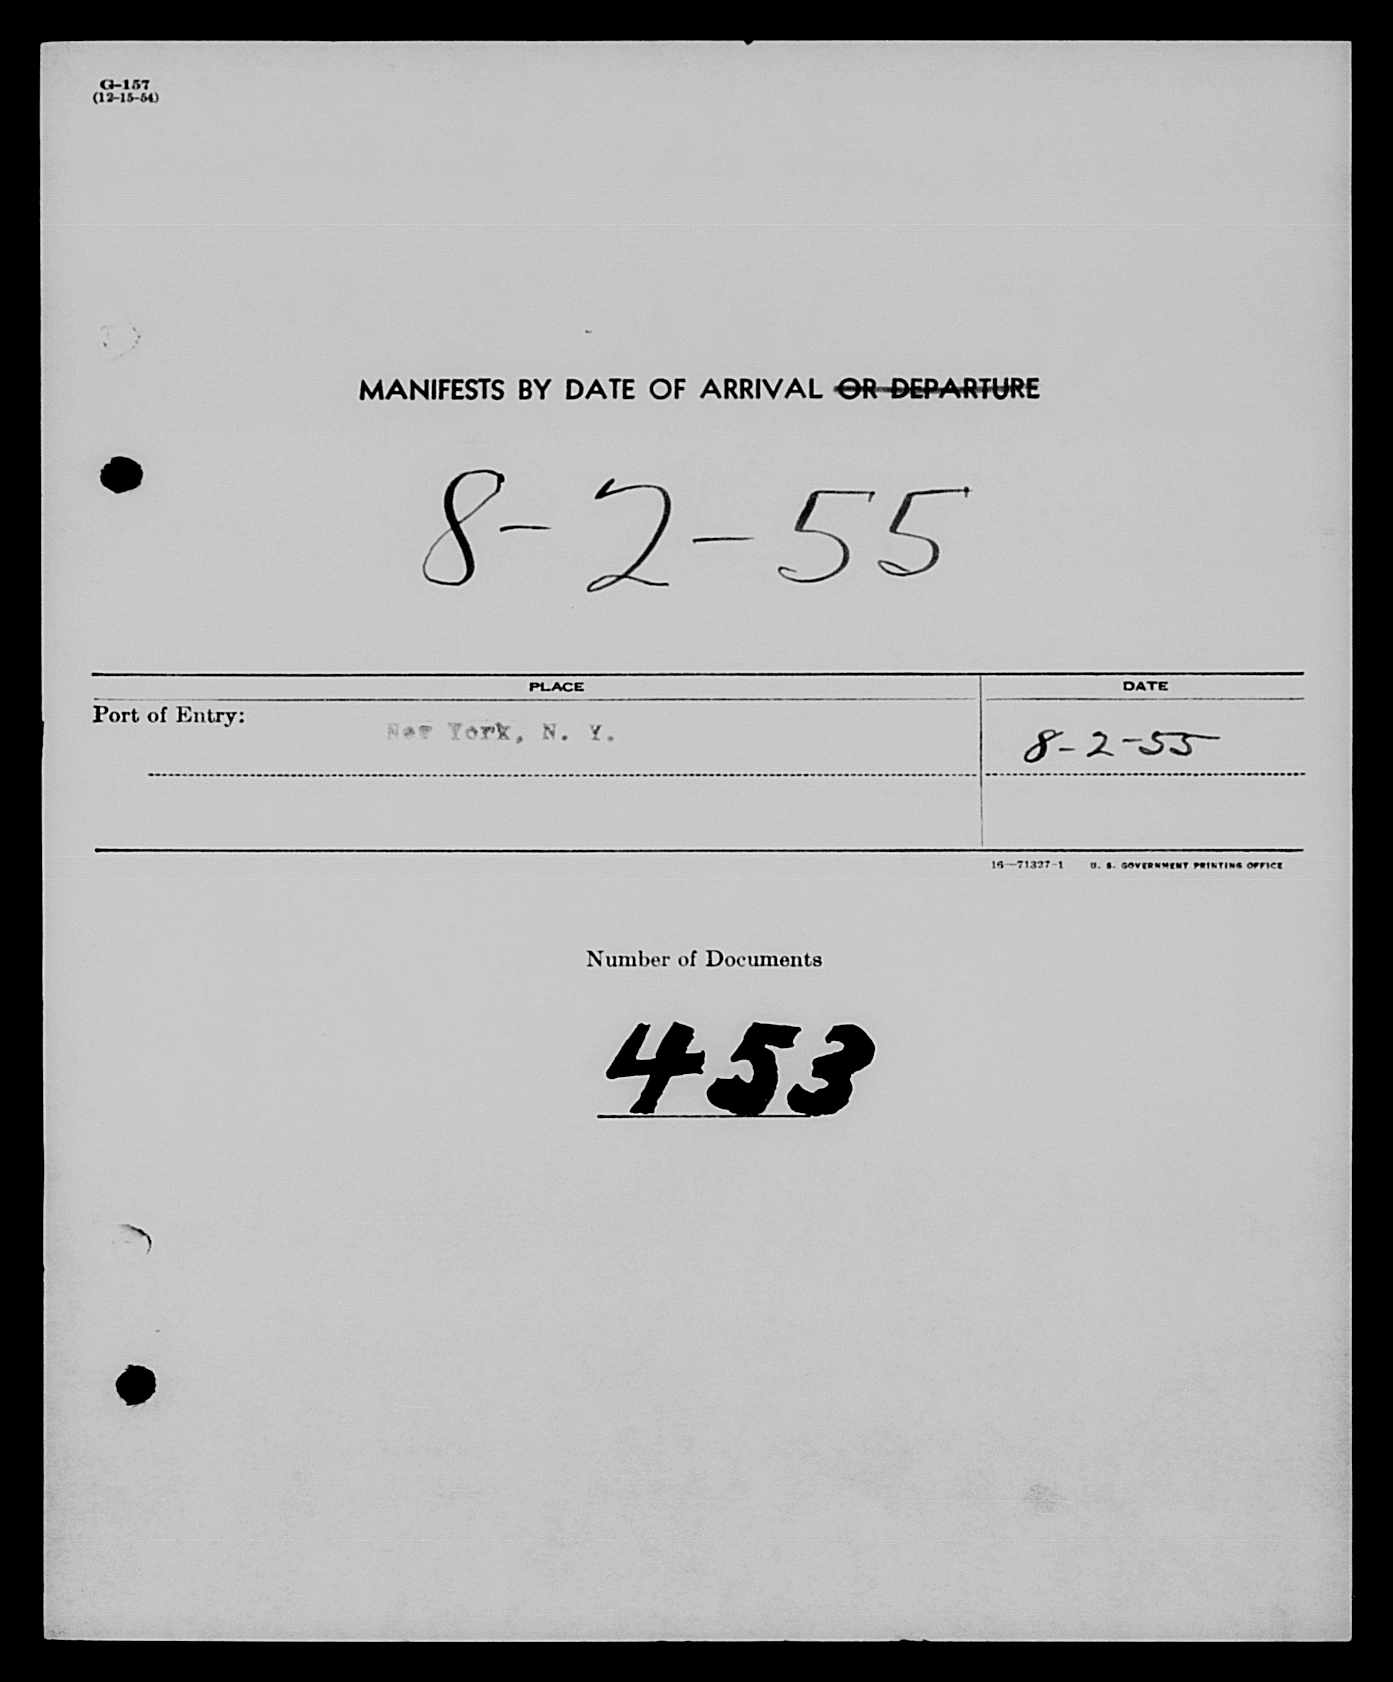 G-157
(12-15-54)
MANIFESTS BY DATE OF ARRIVAL OR DEPARTURE
8-2-55
PLACE DATE
Port of Entry: New York, N. Y. 8-2-55
16—71327-1 U. S. GOVERNMENT PRINTING OFFICE
Number of Documents
453